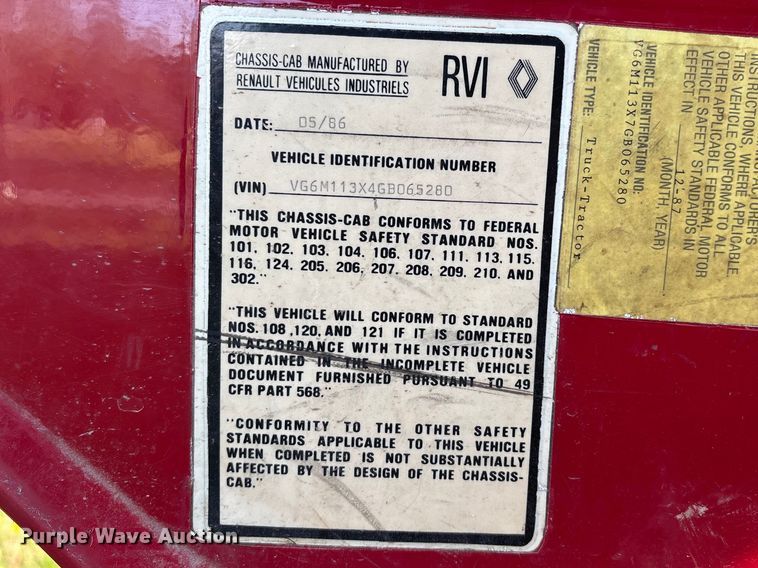 CHASSIS-CAB MANUFACTURED BY
RENAULT VEHICULES INDUSTRIELS
RVI
DATE: 05/86
VEHICLE IDENTIFICATION NUMBER
(VIN) VG6M113X4GB065280
"THIS CHASSIS-CAB CONFORMS TO FEDERAL
MOTOR VEHICLE SAFETY STANDARD NOS.
101. 102. 103. 104. 106. 107. 111. 113. 115.
116, 124. 205. 206, 207. 208. 209. 210. AND
302."
"THIS VEHICLE WILL CONFORM TO STANDARD
NOS. 108 ,120, AND 121 IF IT IS COMPLETED
IN ACCORDANCE WITH THE INSTRUCTIONS
CONTAINED IN THE INCOMPLETE VEHICLE
DOCUMENT FURNISHED PURSUANT TO 49
CFR PART 568."
"CONFORMITY TO THE OTHER SAFETY
STANDARDS APPLICABLE TO THIS VEHICLE
WHEN COMPLETED IS NOT SUBSTANTIALLY
AFFECTED BY THE DESIGN OF THE CHASSIS-
CAB."
INSTRUCTIONS, WHERE APPLICABLE.
THIS VEHICLE CONFORMS TO ALL
OTHER APPLICABLE FEDERAL MOTOR
VEHICLE SAFETY STANDARDS IN
EFFECT IN 12-87
(MONTH, YEAR)
VEHICLE IDENTIFICATION NO:
VG6M113X7GB065280
VEHICLE TYPE: Truck-Tractor
Purple Wave Auction